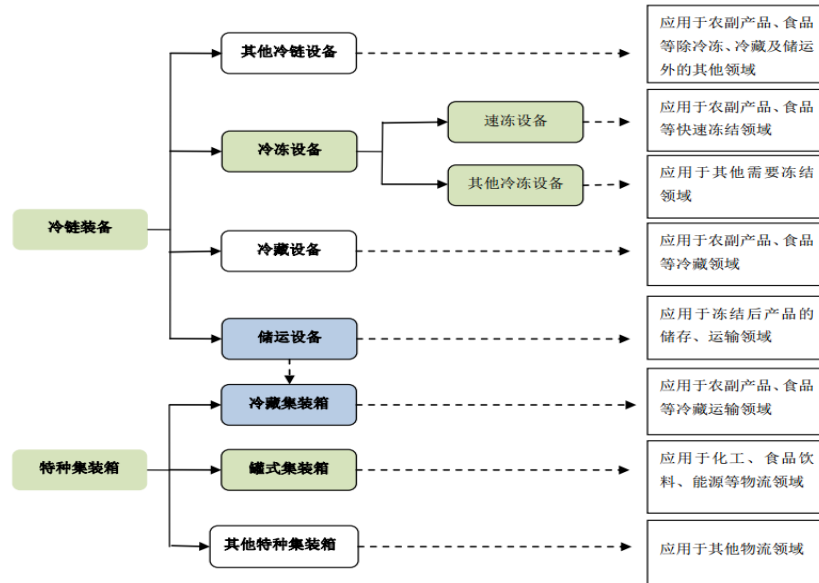 其他冷链设备
应用于农副产品、食品
等除冷冻、冷藏及储运
外的其他领域
冷冻设备
速冻设备
应用于农副产品、食品
等快速冻结领域
其他冷冻设备
应用于其他需要冻结
领域
冷链装备
冷藏设备
应用于农副产品、食品
等冷藏领域
储运设备
应用于冻结后产品的
储存、运输领域
冷藏集装箱
应用于农副产品、食品
等冷藏运输领域
特种集装箱
罐式集装箱
应用于化工、食品饮
料、能源等物流领域
其他特种集装箱
应用于其他物流领域